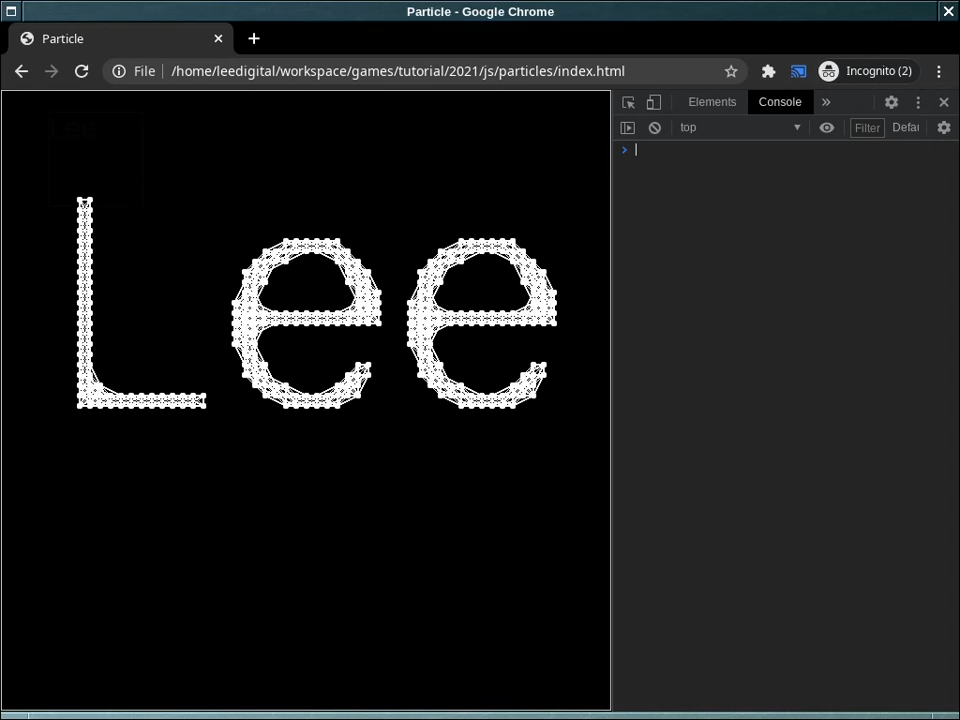 Particle - Google Chrome
Particle
File /home/leedigital/workspace/games/tutorial/2021/js/particles/index.html Incognito (2)
Elements Console
top Filter Defau
Lee